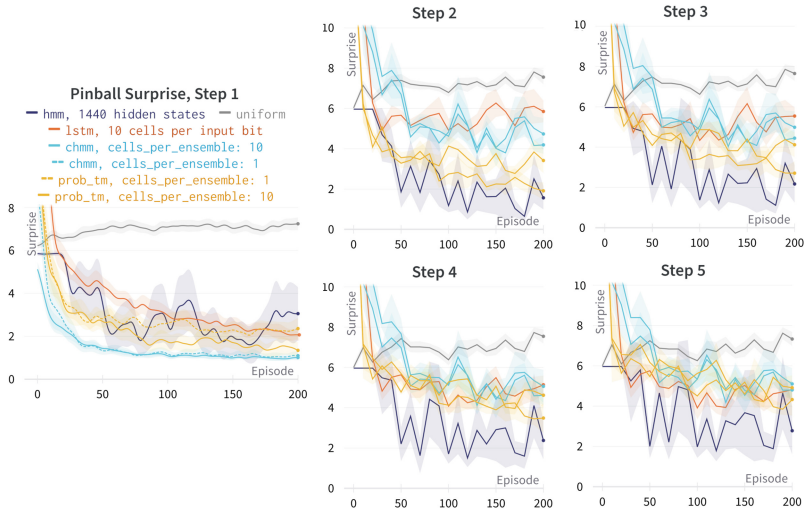 Pinball Surprise, Step 1
hmm, 1440 hidden states uniform
lstm, 10 cells per input bit
chmm, cells_per_ensemble: 10
chmm, cells_per_ensemble: 1
prob_tm, cells_per_ensemble: 1
prob_tm, cells_per_ensemble: 10
8
6
4
2
0
Surprise
Episode
0 50 100 150 200
Step 2
10
8
6
4
2
0
Surprise
Episode
0 50 100 150 200
Step 3
10
8
6
4
2
0
Surprise
Episode
0 50 100 150 200
Step 4
10
8
6
4
2
0
Surprise
Episode
0 50 100 150 200
Step 5
10
8
6
4
2
0
Surprise
Episode
0 50 100 150 200